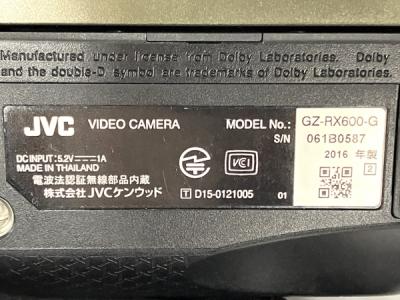 Manufactured under license from Dolby Laboratories. Dolby
and the double-D symbol are trademarks of Dolby Laboratories.
JVC VIDEO CAMERA MODEL No.: GZ-RX600-G
S/N 061B0587
2016 年製
DC INPUT: 5.2V⎓1A
MADE IN THAILAND
VCI
2
電波法認証無線部品内蔵
株式会社JVCケンウッド
T D15-0121005 01